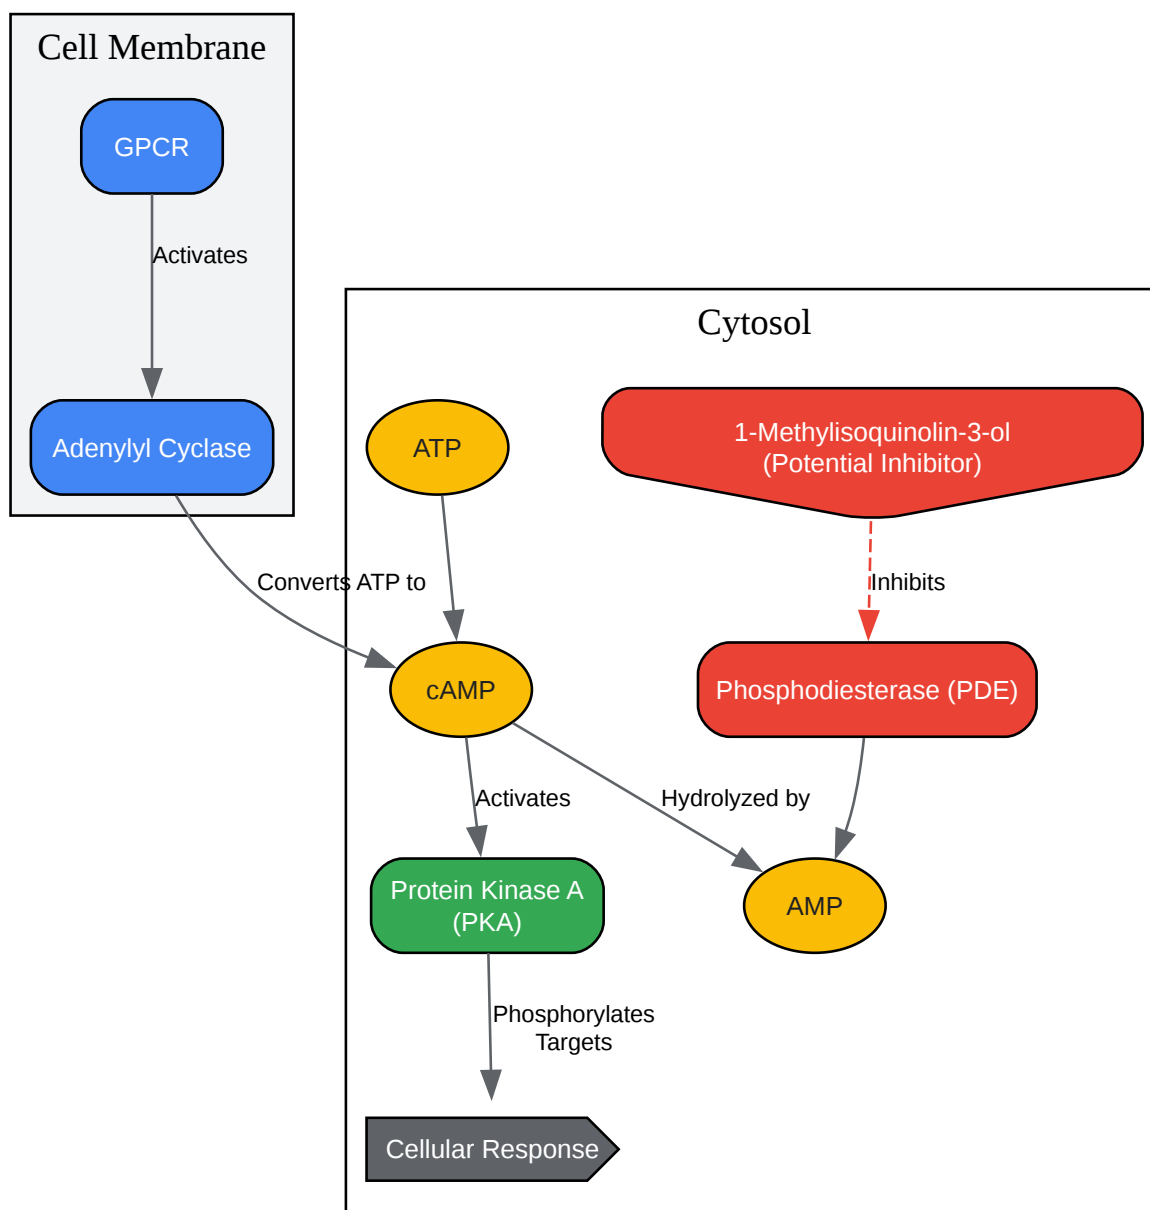 Cell Membrane
GPCR
Activates
Adenylyl Cyclase
Cytosol
ATP
1-Methylisoquinolin-3-ol
(Potential Inhibitor)
Converts ATP to
Inhibits
cAMP
Phosphodiesterase (PDE)
Activates
Hydrolyzed by
Protein Kinase A
(PKA)
AMP
Phosphorylates
Targets
Cellular Response